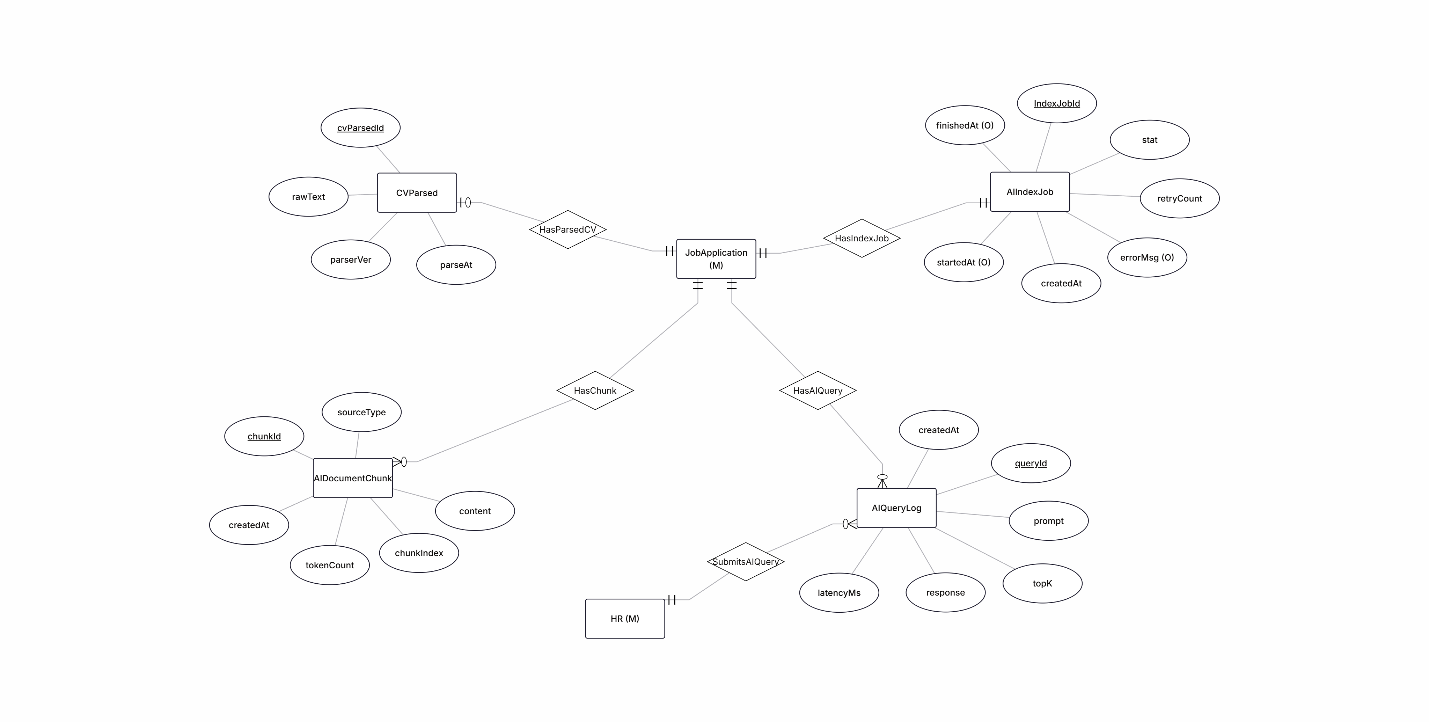 IndexJobId
finishedAt (O)
cvParsedId
stat
CVParsed
AIIndexJob
rawText
retryCount
HasParsedCV
HasIndexJob
JobApplication
(M)
parserVer
parseAt
startedAt (O)
errorMsg (O)
createdAt
HasChunk
HasAIQuery
sourceType
chunkId
createdAt
queryId
AIDocumentChunk
content
AIQueryLog
createdAt
prompt
chunkIndex
tokenCount
SubmitsAIQuery
topK
latencyMs
response
HR (M)